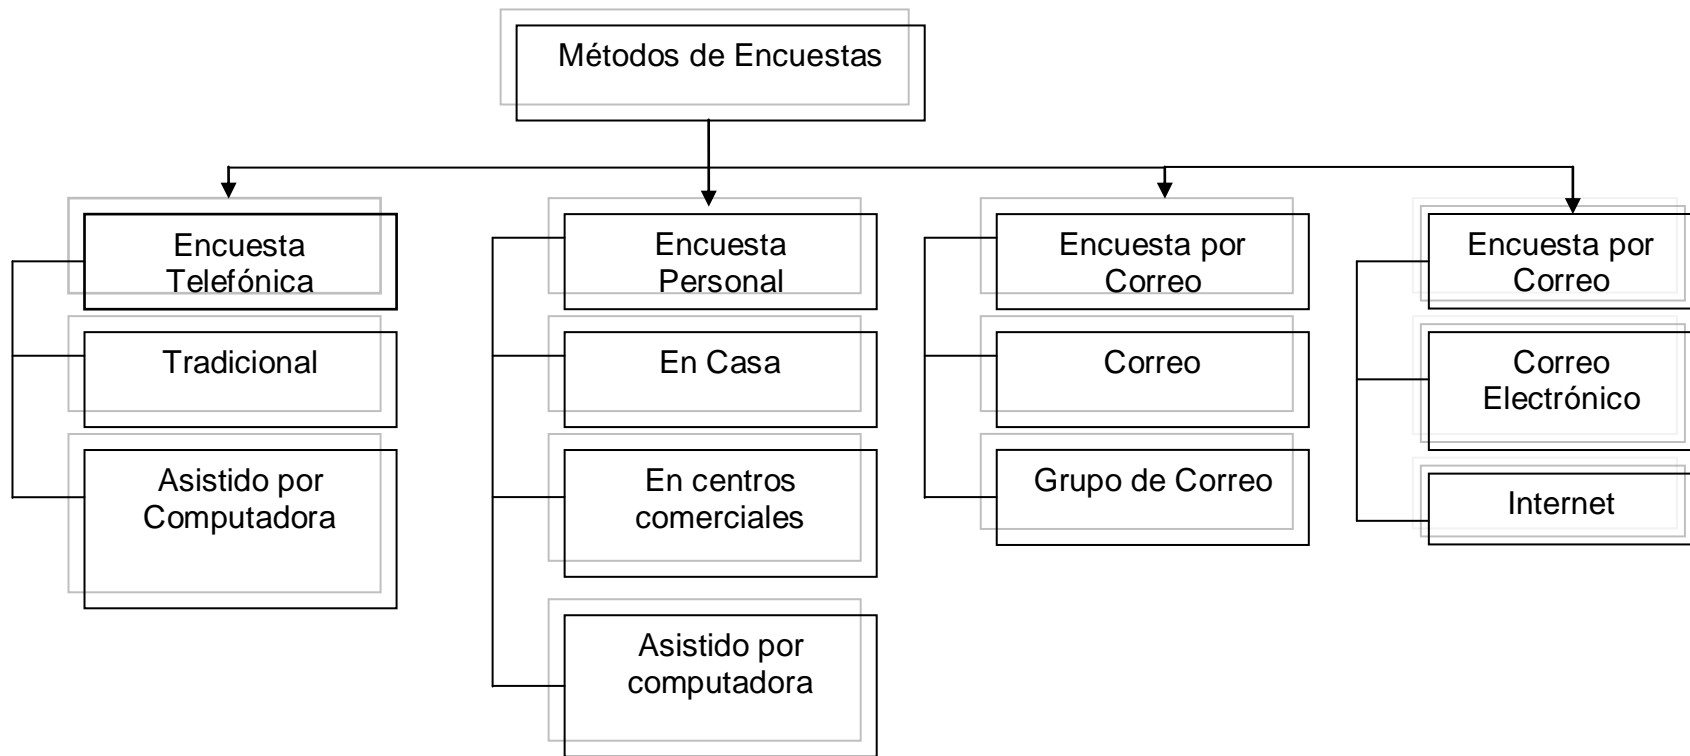 Métodos de Encuestas
Encuesta
Telefónica
Tradicional
Asistido por
Computadora
Encuesta
Personal
En Casa
En centros
comerciales
Asistido por
computadora
Encuesta por
Correo
Correo
Grupo de Correo
Encuesta por
Correo
Correo
Electrónico
Internet